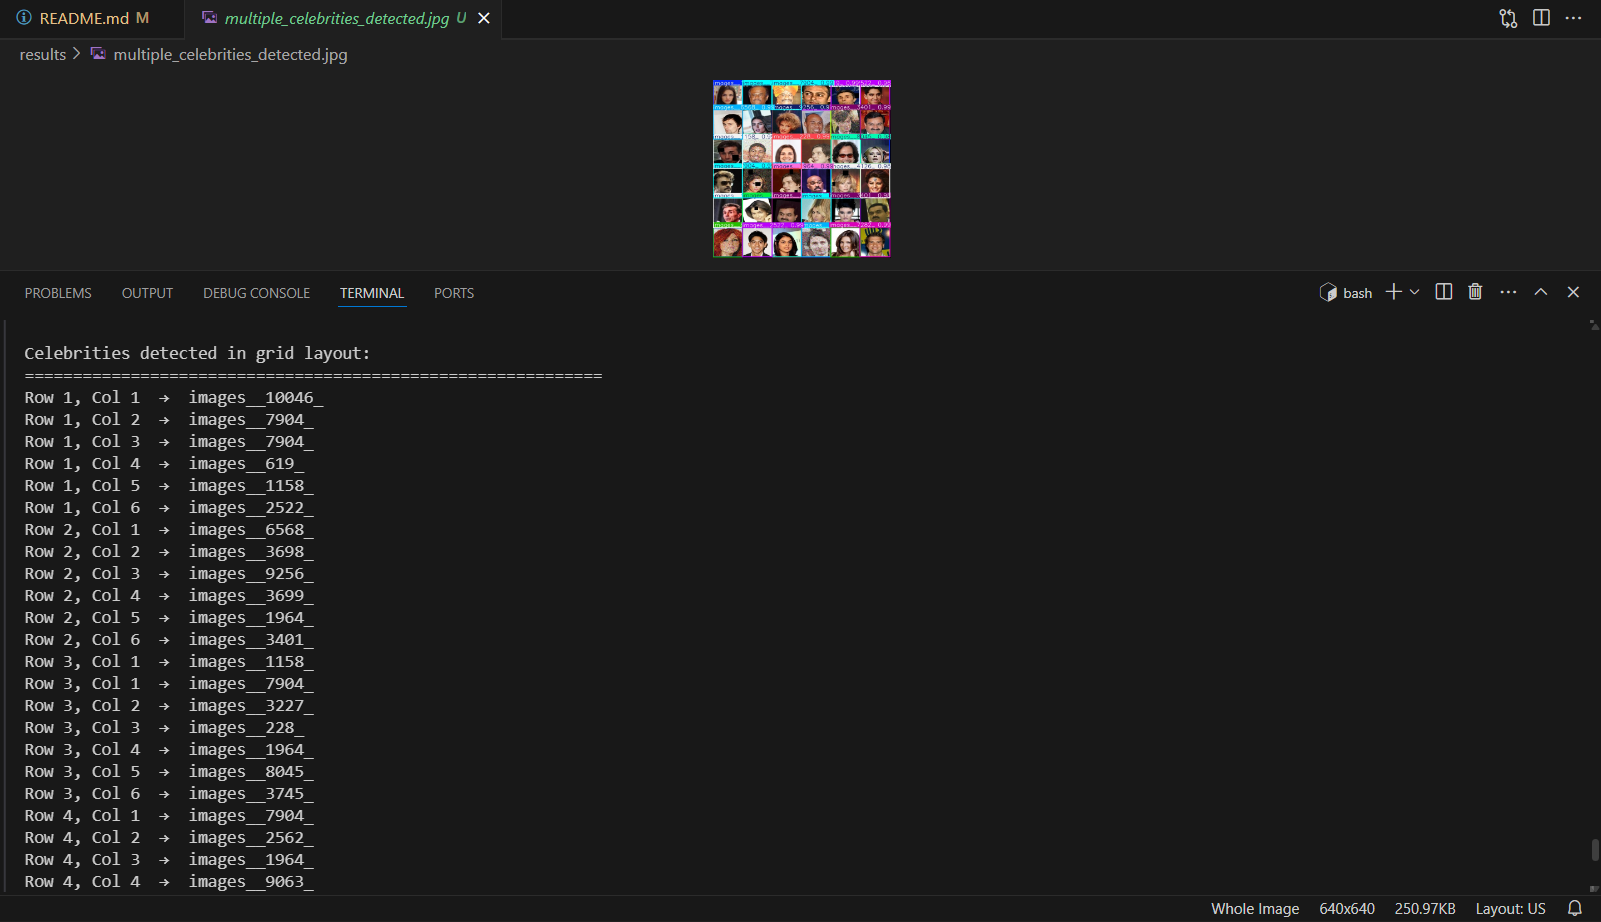 README.md M
multiple_celebrities_detected.jpg U
results > multiple_celebrities_detected.jpg
PROBLEMS OUTPUT DEBUG CONSOLE TERMINAL PORTS
bash
Celebrities detected in grid layout:
============================================================
Row 1, Col 1 → images__10046_
Row 1, Col 2 → images__7904_
Row 1, Col 3 → images__7904_
Row 1, Col 4 → images__619_
Row 1, Col 5 → images__1158_
Row 1, Col 6 → images__2522_
Row 2, Col 1 → images__6568_
Row 2, Col 2 → images__3698_
Row 2, Col 3 → images__9256_
Row 2, Col 4 → images__3699_
Row 2, Col 5 → images__1964_
Row 2, Col 6 → images__3401_
Row 3, Col 1 → images__1158_
Row 3, Col 1 → images__7904_
Row 3, Col 2 → images__3227_
Row 3, Col 3 → images__228_
Row 3, Col 4 → images__1964_
Row 3, Col 5 → images__8045_
Row 3, Col 6 → images__3745_
Row 4, Col 1 → images__7904_
Row 4, Col 2 → images__2562_
Row 4, Col 3 → images__1964_
Row 4, Col 4 → images__9063_
Whole Image 640x640 250.97KB Layout: US